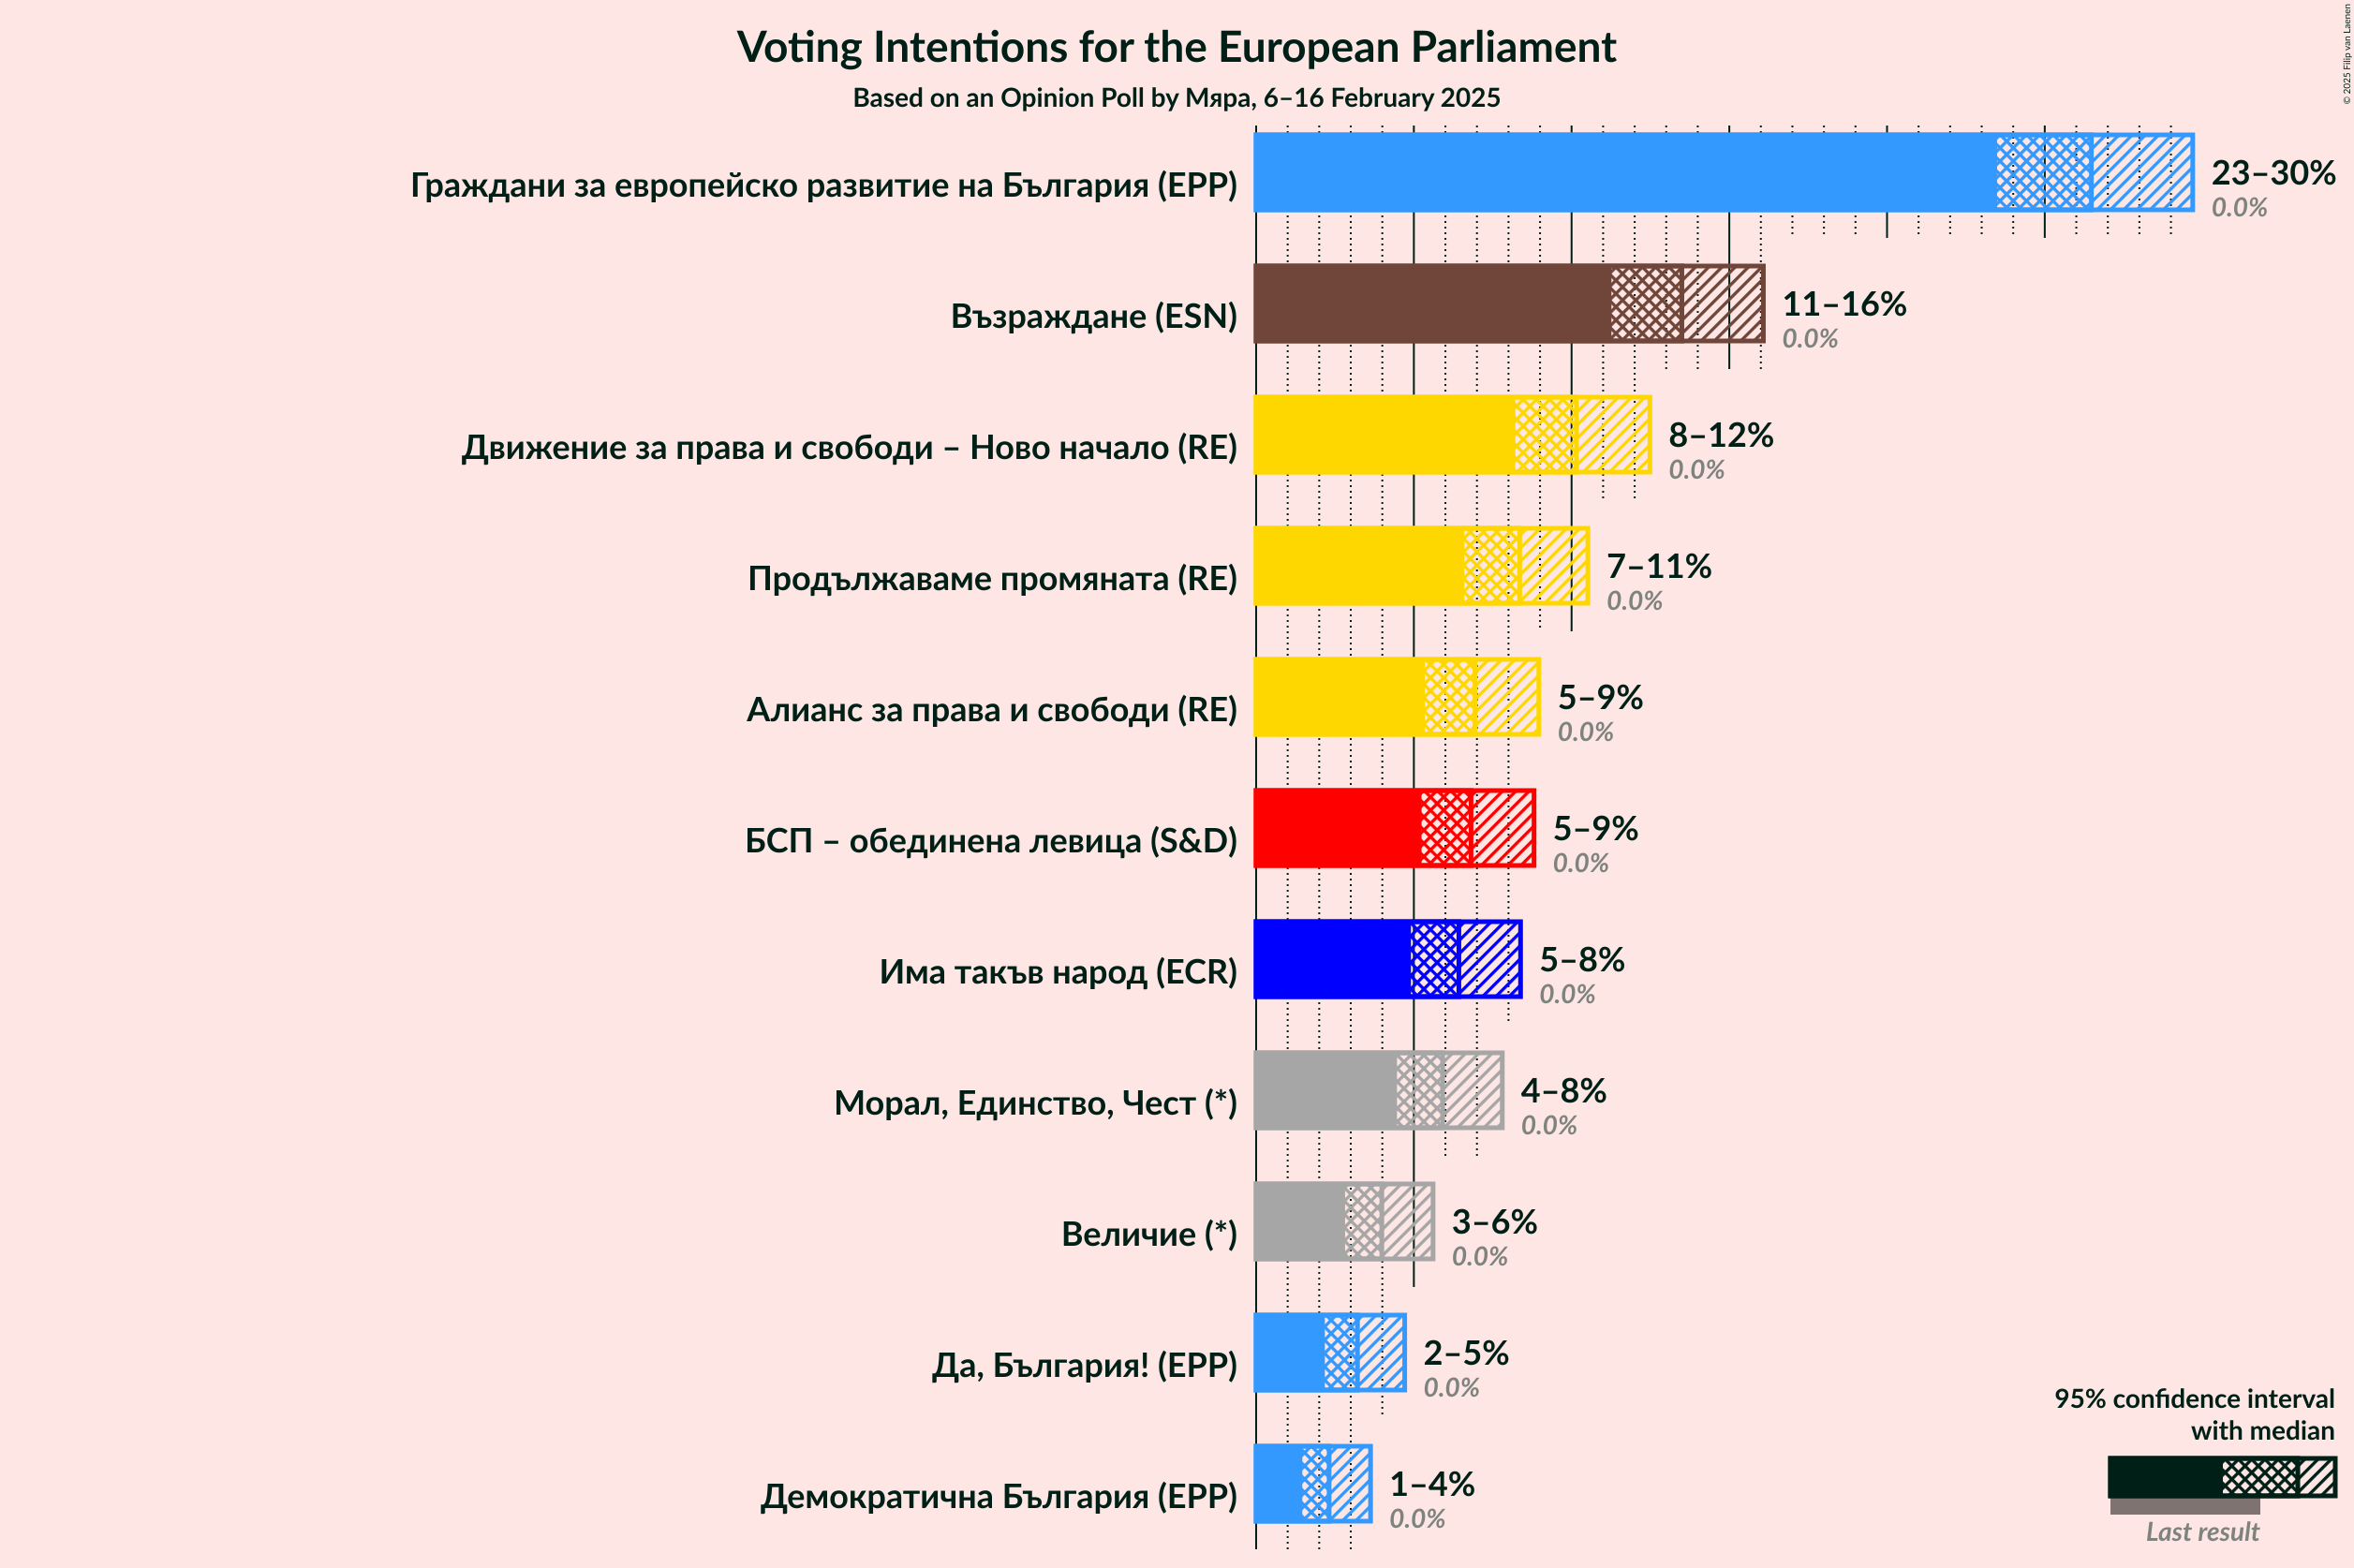 Voting Intentions for the European Parliament
Based on an Opinion Poll by Мяра, 6–16 February 2025
© 2025 Filip van Laenen
Граждани за европейско развитие на България (EPP)
23–30%
0.0%
Възраждане (ESN)
11–16%
0.0%
Движение за права и свободи – Ново начало (RE)
8–12%
0.0%
Продължаваме промяната (RE)
7–11%
0.0%
Алианс за права и свободи (RE)
5–9%
0.0%
БСП – обединена левица (S&D)
5–9%
0.0%
Има такъв народ (ECR)
5–8%
0.0%
Морал, Единство, Чест (*)
4–8%
0.0%
Величие (*)
3–6%
0.0%
Да, България! (EPP)
2–5%
0.0%
Демократична България (EPP)
1–4%
0.0%
95% confidence interval
with median
Last result